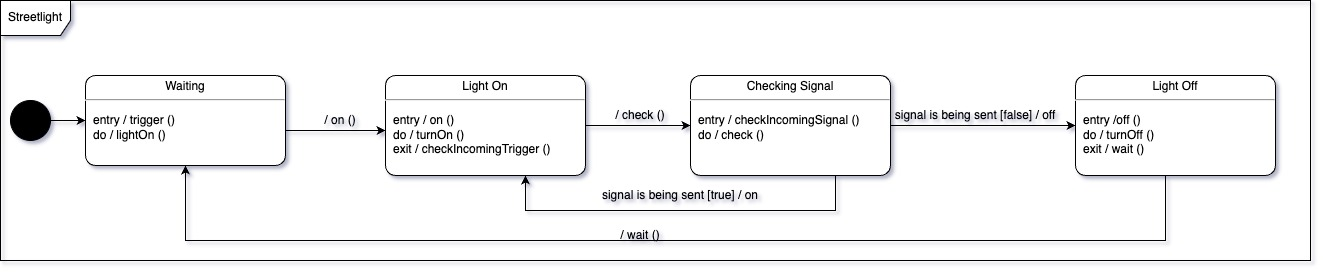 Streetlight
Waiting
entry / trigger ()
do / lightOn ()
/ on ()
Light On
entry / on ()
do / turnOn ()
exit / checkIncomingTrigger ()
/ check ()
Checking Signal
entry / checkIncomingSignal ()
do / check ()
signal is being sent [false] / off
Light Off
entry /off ()
do / turnOff ()
exit / wait ()
signal is being sent [true] / on
/ wait ()